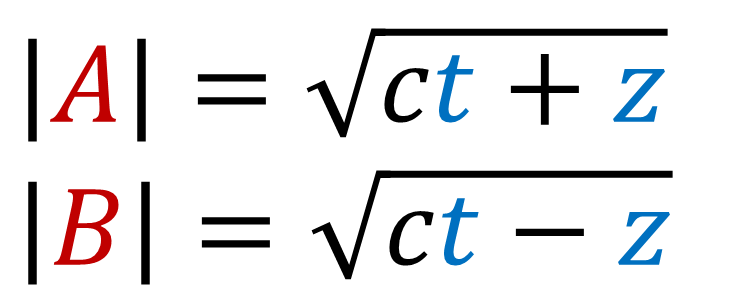 |A| = √(ct + z)
|B| = √(ct − z)